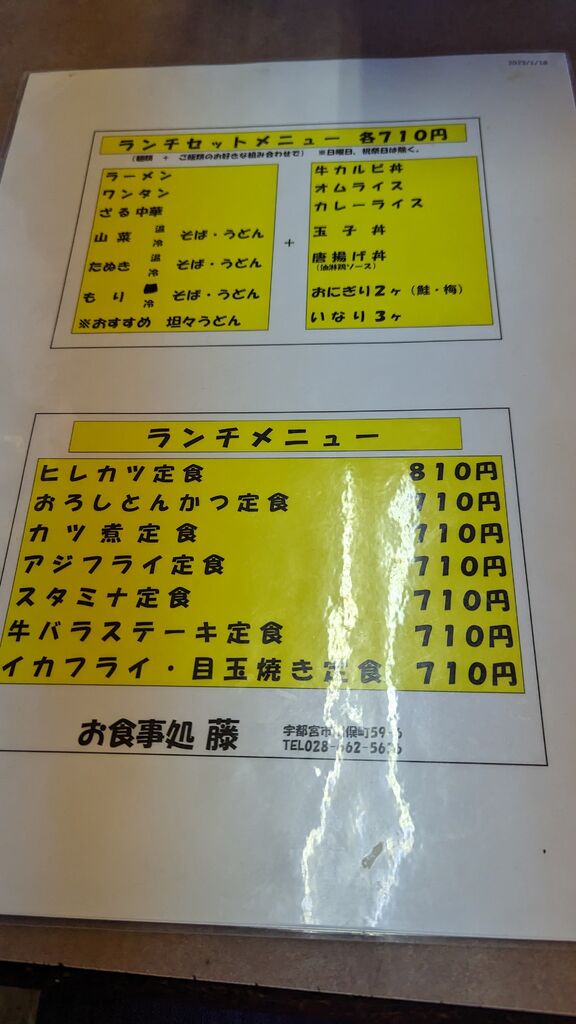 2023/1/18
ランチセットメニュー 各710円
(麺類 + ご飯類のお好きな組み合わせで) ※日曜日、祝祭日は除く。
ラーメン
ワンタン
ざる中華
山菜 温 冷 そば・うどん
たぬき 温 冷 そば・うどん
もり 冷 そば・うどん
※おすすめ 坦々うどん
+
牛カルビ丼
オムライス
カレーライス
玉子丼
唐揚げ丼
(油淋鶏ソース)
おにぎり2ヶ(鮭・梅)
いなり3ヶ
ランチメニュー
ヒレカツ定食 810円
おろしとんかつ定食 710円
カツ煮定食 710円
アジフライ定食 710円
スタミナ定食 710円
牛バラステーキ定食 710円
イカフライ・目玉焼き定食 710円
お食事処 藤
宇都宮市
TEL028-